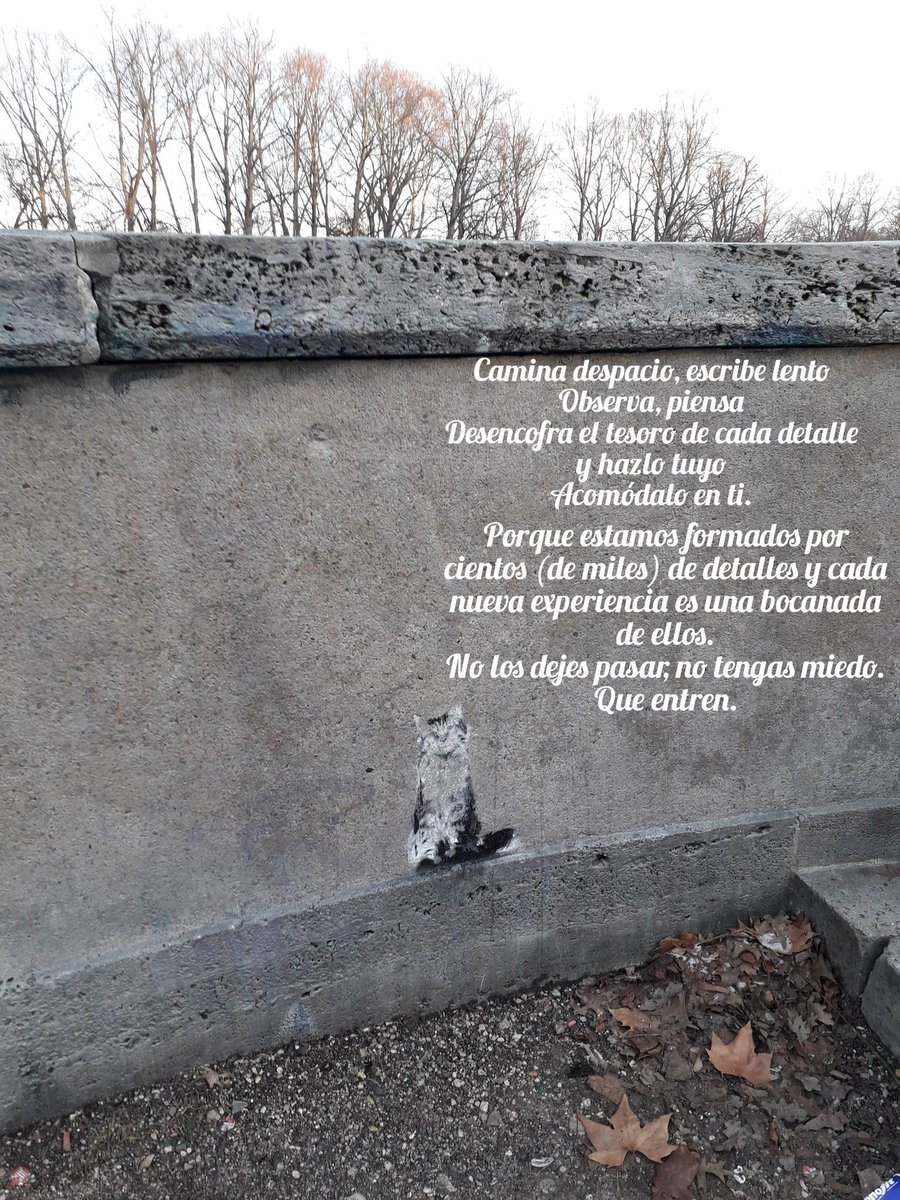 Camina despacio, escribe lento
Observa, piensa
Desencofra el tesoro de cada detalle
y hazlo tuyo
Acomódalo en ti.
Porque estamos formados por
cientos (de miles) de detalles y cada
nueva experiencia es una bocanada
de ellos.
No los dejes pasar, no tengas miedo.
Que entren.